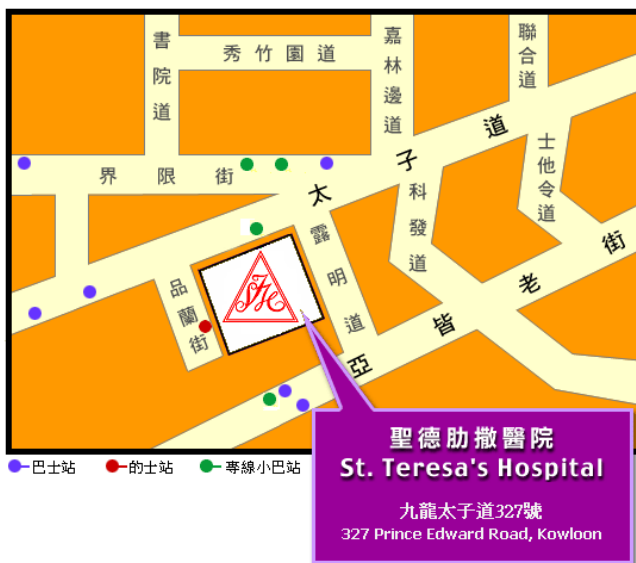 書院道
秀竹園道
嘉林邊道
聯合道
太子道
士他令道
界限街
科發道
露明道
品蘭街
亞皆老街
STH
巴士站
的士站
專線小巴站
聖德肋撒醫院
St. Teresa's Hospital
九龍太子道327號
327 Prince Edward Road, Kowloon